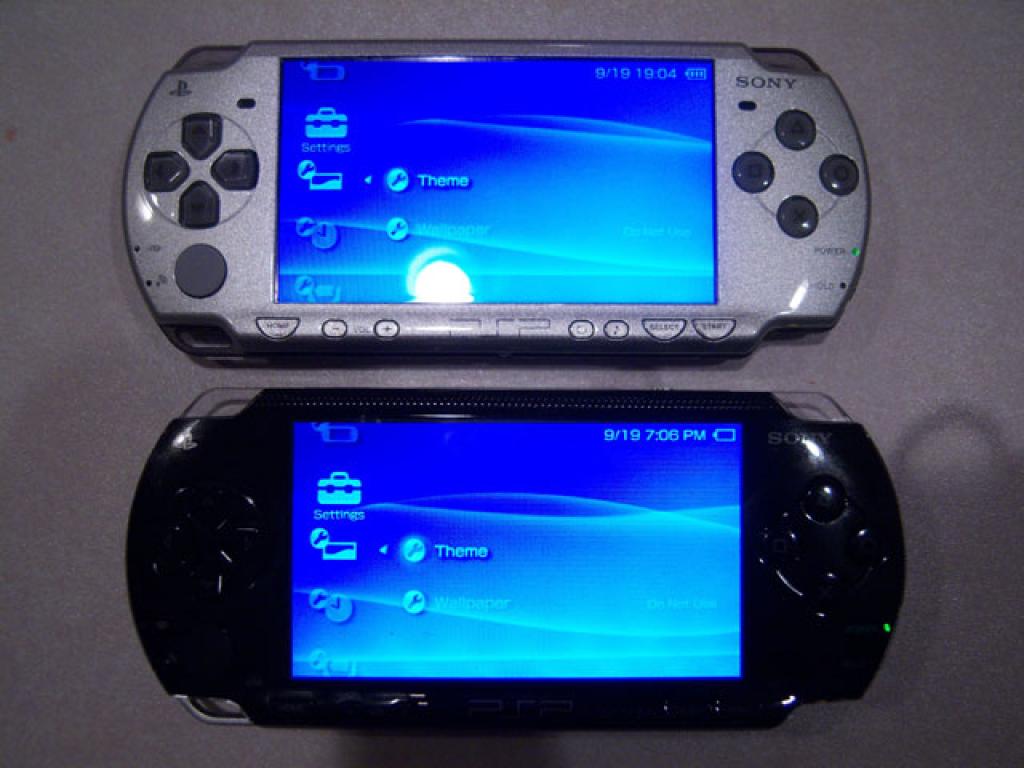 9/19 19:04
SONY
Settings
Theme
Wallpaper
Do Not Use
POWER
HOLD
HOME
VOL
SELECT
START
PSP
9/19 7:06 PM
SONY
Settings
Theme
Wallpaper
Do Not Use
PSP